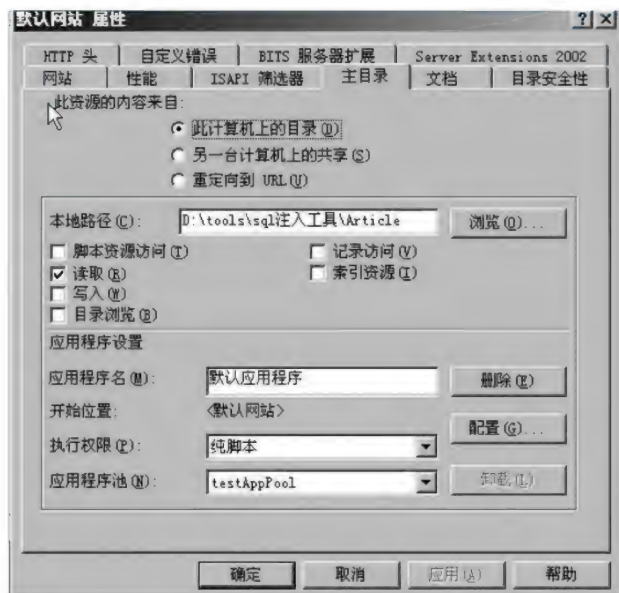 默认网站 属性
HTTP 头 自定义错误 BITS 服务器扩展 Server Extensions 2002
网站 性能 ISAPI 筛选器 主目录 文档 目录安全性
此资源的内容来自:
此计算机上的目录(D)
另一台计算机上的共享(S)
重定向到 URL(U)
本地路径(C): D:\tools\sql注入工具\Article 浏览(O)...
脚本资源访问(T) 记录访问(V)
读取(R) 索引资源(I)
写入(W)
目录浏览(B)
应用程序设置
应用程序名(M): 默认应用程序 删除(E)
开始位置: <默认网站>
配置(G)...
执行权限(P): 纯脚本
应用程序池(N): testAppPool 卸载(L)
确定 取消 应用(A) 帮助